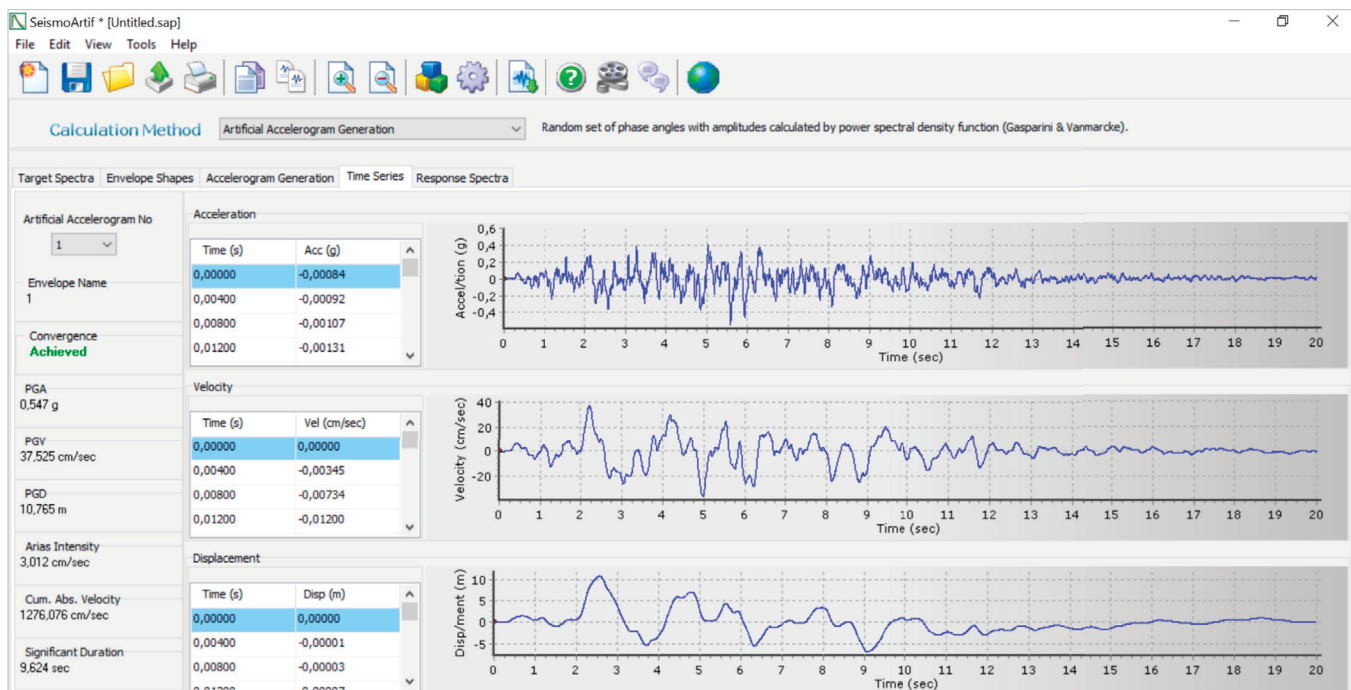 SeismoArtif * [Untitled.sap]
File Edit View Tools Help
Calculation Method Artificial Accelerogram Generation Random set of phase angles with amplitudes calculated by power spectral density function (Gasparini & Vanmarcke).
Target Spectra Envelope Shapes Accelerogram Generation Time Series Response Spectra
Artificial Accelerogram No
1
Envelope Name
1
Convergence
Achieved
PGA
0,547 g
PGV
37,525 cm/sec
PGD
10,765 m
Arias Intensity
3,012 cm/sec
Cum. Abs. Velocity
1276,076 cm/sec
Significant Duration
9,624 sec
Acceleration
Time (s) Acc (g)
0,00000 -0,00084
0,00400 -0,00092
0,00800 -0,00107
0,01200 -0,00131
Accel/tion (g)
0,6
0,4
0,2
0
-0,2
-0,4
0 1 2 3 4 5 6 7 8 9 10 11 12 13 14 15 16 17 18 19 20
Time (sec)
Velocity
Time (s) Vel (cm/sec)
0,00000 0,00000
0,00400 -0,00345
0,00800 -0,00734
0,01200 -0,01200
Velocity (cm/sec)
40
20
0
-20
0 1 2 3 4 5 6 7 8 9 10 11 12 13 14 15 16 17 18 19 20
Time (sec)
Displacement
Time (s) Disp (m)
0,00000 0,00000
0,00400 -0,00001
0,00800 -0,00003
Disp/ment (m)
10
5
0
-5
0 1 2 3 4 5 6 7 8 9 10 11 12 13 14 15 16 17 18 19 20
Time (sec)